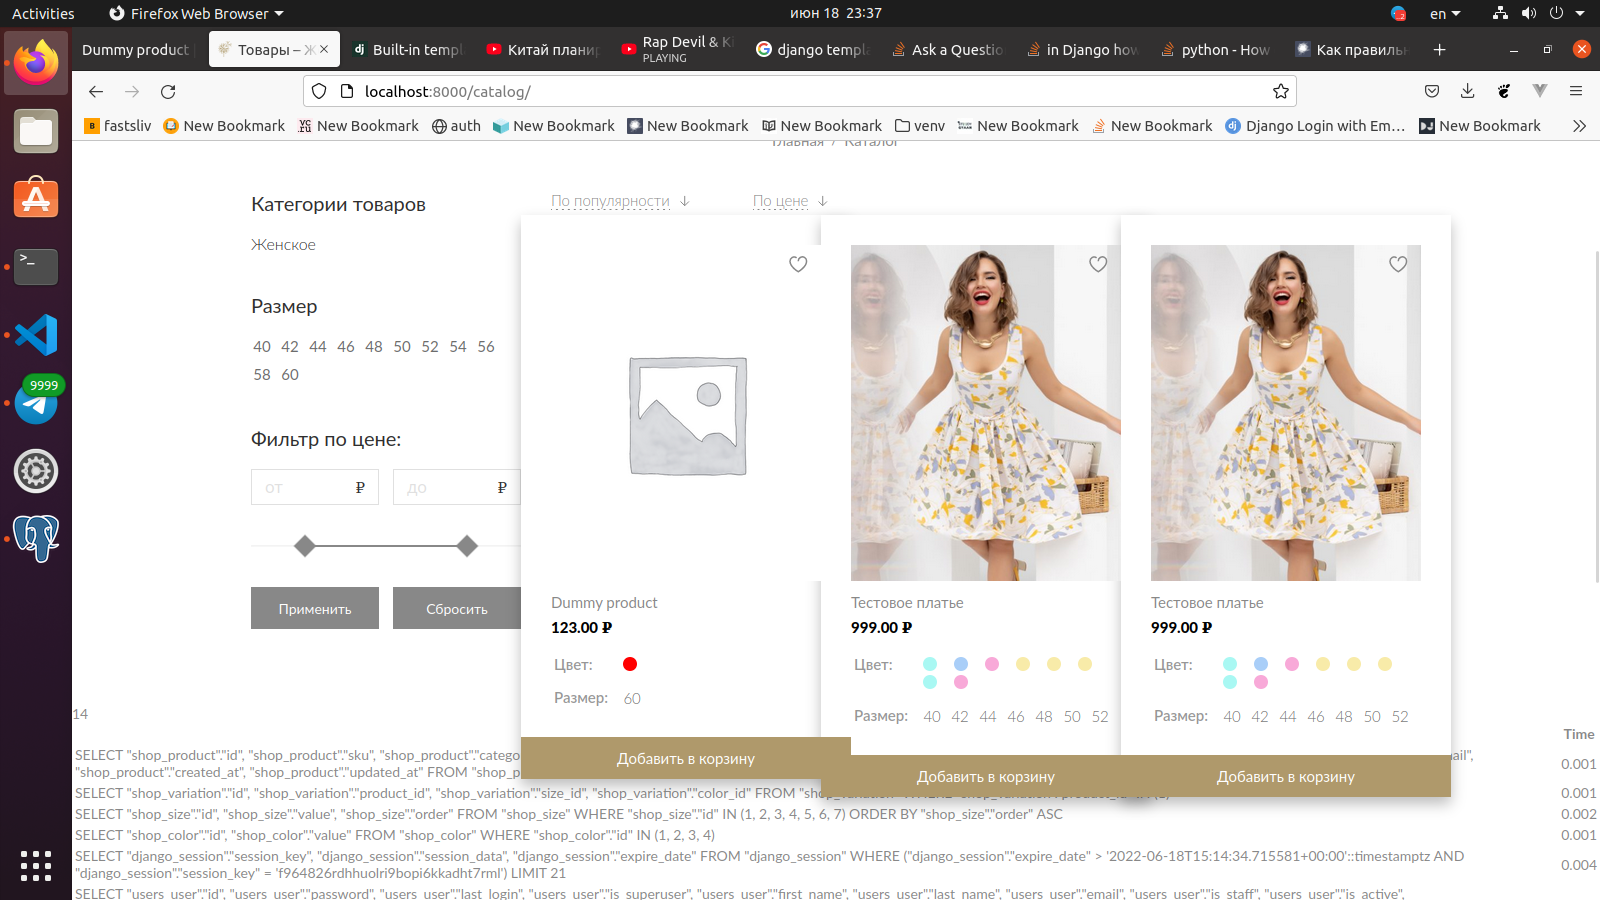 Activities
Firefox Web Browser
июн 18 23:37
en
Dummy product
Товары – Ж
Built-in templ
Китай планир
Rap Devil & Ki
PLAYING
django templa
Ask a Questio
in Django how
python - How
Как правильн
localhost:8000/catalog/
fastsliv
New Bookmark
New Bookmark
auth
New Bookmark
New Bookmark
New Bookmark
venv
New Bookmark
New Bookmark
Django Login with Em…
New Bookmark
Главная / Каталог
Категории товаров
По популярности
По цене
Женское
Размер
40 42 44 46 48 50 52 54 56
58 60
9999
Фильтр по цене:
от ₽
до ₽
Применить
Сбросить
Dummy product
123.00 ₽
Цвет:
Размер: 60
Добавить в корзину
Тестовое платье
999.00 ₽
Цвет:
Размер: 40 42 44 46 48 50 52
Добавить в корзину
Тестовое платье
999.00 ₽
Цвет:
Размер: 40 42 44 46 48 50 52
Добавить в корзину
14
Time
SELECT "shop_product"."id", "shop_product"."sku", "shop_product"."catego
"shop_product"."created_at", "shop_product"."updated_at" FROM "shop_p
0.001
SELECT "shop_variation"."id", "shop_variation"."product_id", "shop_variation"."size_id", "shop_variation"."color_id" FROM
0.001
SELECT "shop_size"."id", "shop_size"."value", "shop_size"."order" FROM "shop_size" WHERE "shop_size"."id" IN (1, 2, 3, 4, 5, 6, 7) ORDER BY "shop_size"."order" ASC
0.002
SELECT "shop_color"."id", "shop_color"."value" FROM "shop_color" WHERE "shop_color"."id" IN (1, 2, 3, 4)
0.001
SELECT "django_session"."session_key", "django_session"."session_data", "django_session"."expire_date" FROM "django_session" WHERE ("django_session"."expire_date" > '2022-06-18T15:14:34.715581+00:00'::timestamptz AND
"django_session"."session_key" = 'f964826rdhhuolri9bopi6kkadht7rml') LIMIT 21
0.004
SELECT "users_user"."id", "users_user"."password", "users_user"."last_login", "users_user"."is_superuser", "users_user"."first_name", "users_user"."last_name", "users_user"."email", "users_user"."is_staff", "users_user"."is_active",